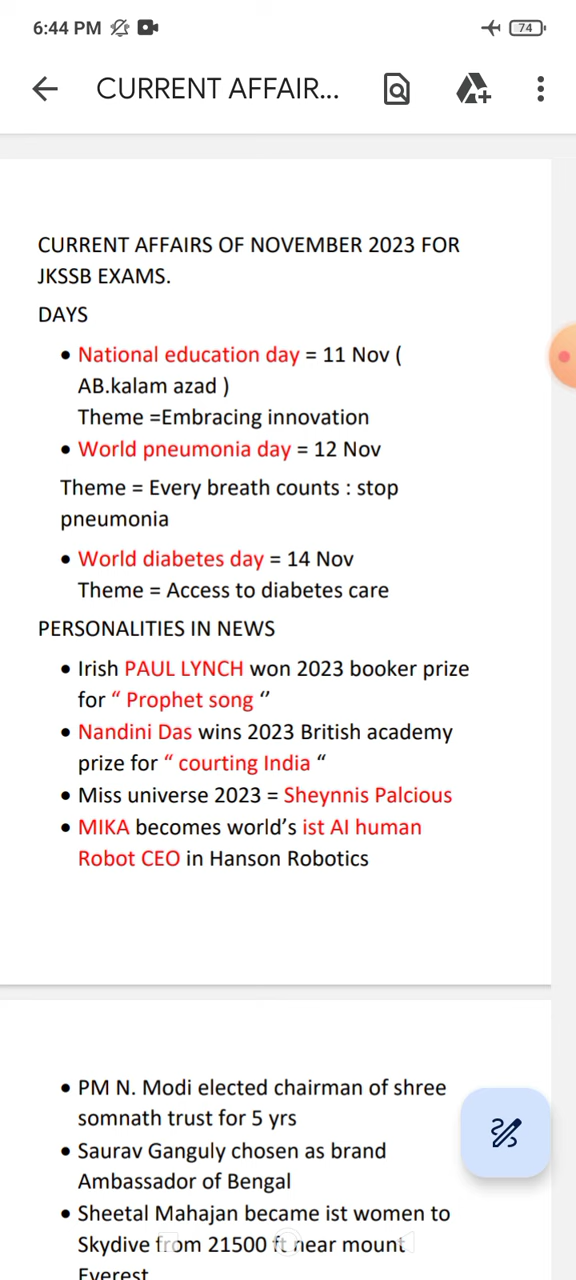 6:44 PM
74
CURRENT AFFAIR...
CURRENT AFFAIRS OF NOVEMBER 2023 FOR
JKSSB EXAMS.
DAYS
• National education day = 11 Nov (
AB.kalam azad )
Theme =Embracing innovation
• World pneumonia day = 12 Nov
Theme = Every breath counts : stop
pneumonia
• World diabetes day = 14 Nov
Theme = Access to diabetes care
PERSONALITIES IN NEWS
• Irish PAUL LYNCH won 2023 booker prize
for “ Prophet song ”
• Nandini Das wins 2023 British academy
prize for “ courting India “
• Miss universe 2023 = Sheynnis Palcious
• MIKA becomes world’s ist AI human
Robot CEO in Hanson Robotics
• PM N. Modi elected chairman of shree
somnath trust for 5 yrs
• Saurav Ganguly chosen as brand
Ambassador of Bengal
• Sheetal Mahajan became ist women to
Skydive from 21500 ft near mount
Everest